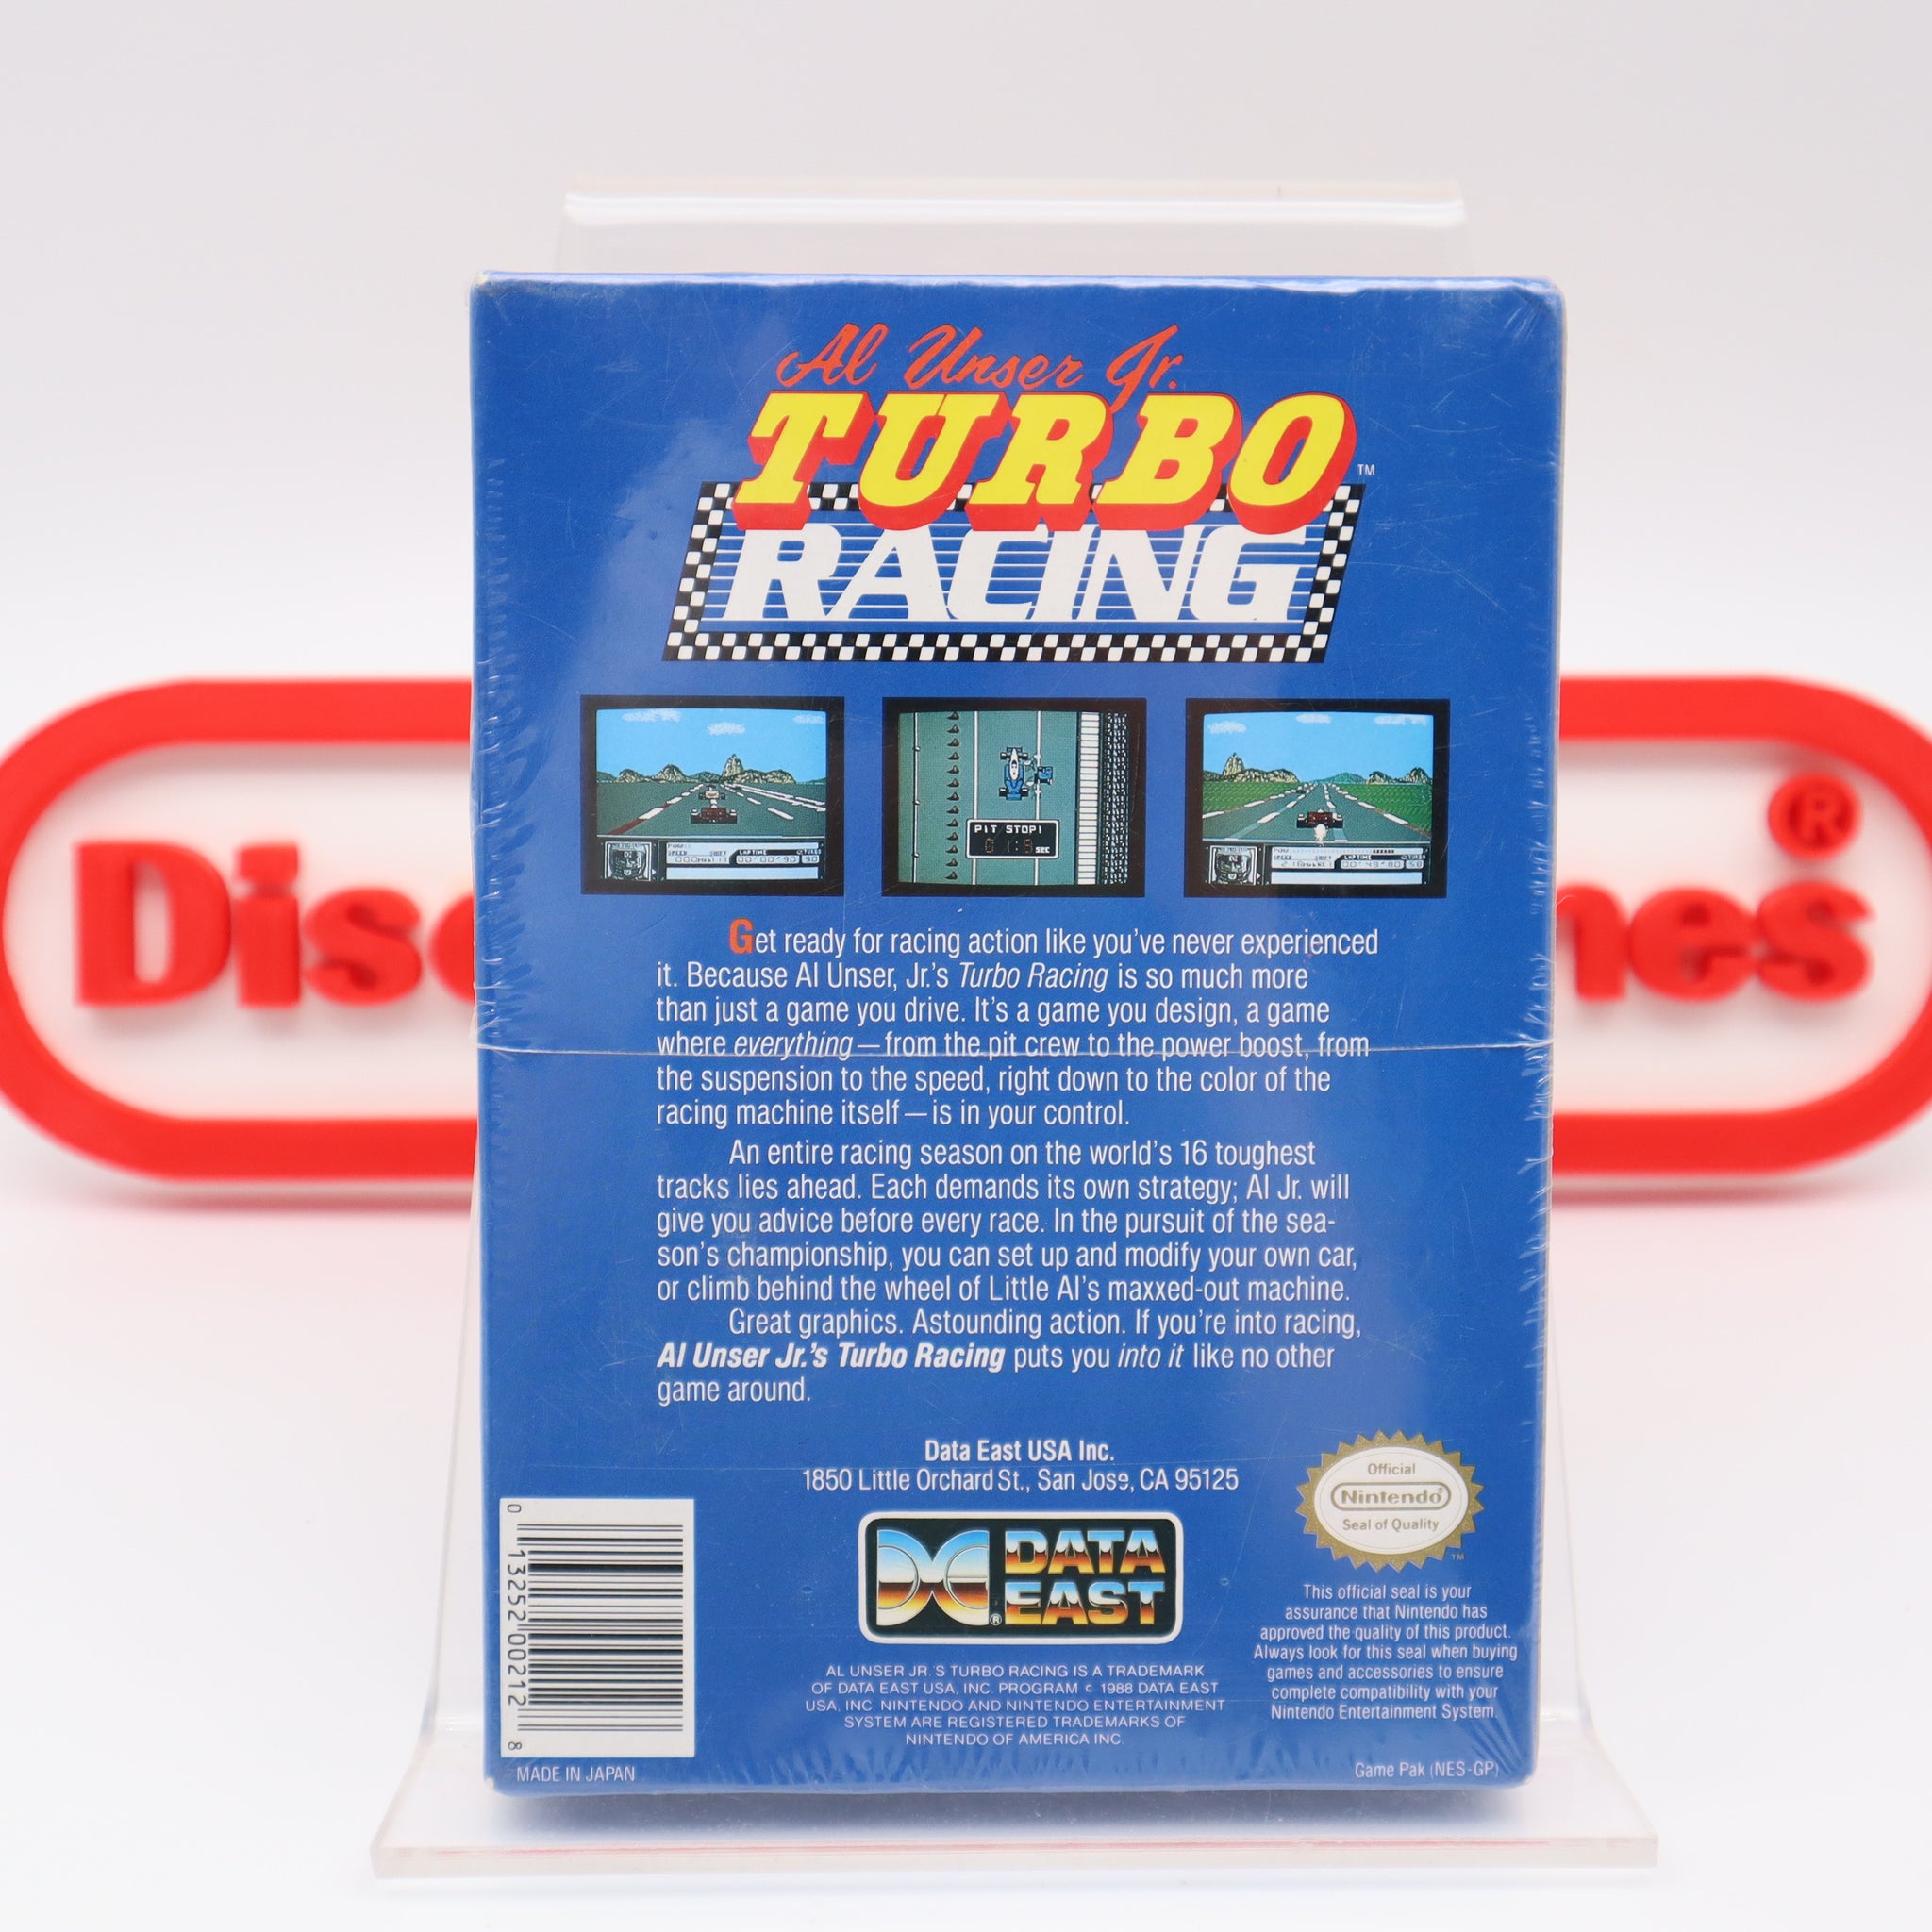 Al Unser Jr.
TURBO
TM
RACING
PIT STOP!
SEC
Get ready for racing action like you've never experienced
it. Because Al Unser, Jr.'s Turbo Racing is so much more
than just a game you drive. It's a game you design, a game
where everything—from the pit crew to the power boost, from
the suspension to the speed, right down to the color of the
racing machine itself—is in your control.
An entire racing season on the world's 16 toughest
tracks lies ahead. Each demands its own strategy; Al Jr. will
give you advice before every race. In the pursuit of the sea-
son's championship, you can set up and modify your own car,
or climb behind the wheel of Little Al's maxxed-out machine.
Great graphics. Astounding action. If you're into racing,
Al Unser Jr.'s Turbo Racing puts you into it like no other
game around.
Data East USA Inc.
1850 Little Orchard St., San Jose, CA 95125
DATA
EAST
®
AL UNSER JR.'S TURBO RACING IS A TRADEMARK
OF DATA EAST USA, INC. PROGRAM © 1988 DATA EAST
USA, INC. NINTENDO AND NINTENDO ENTERTAINMENT
SYSTEM ARE REGISTERED TRADEMARKS OF
NINTENDO OF AMERICA INC.
Official
Nintendo®
Seal of Quality
TM
This official seal is your
assurance that Nintendo has
approved the quality of this product.
Always look for this seal when buying
games and accessories to ensure
complete compatibility with your
Nintendo Entertainment System.
0 13252 00212 8
MADE IN JAPAN
Game Pak (NES-GP)
Disc
mes
®